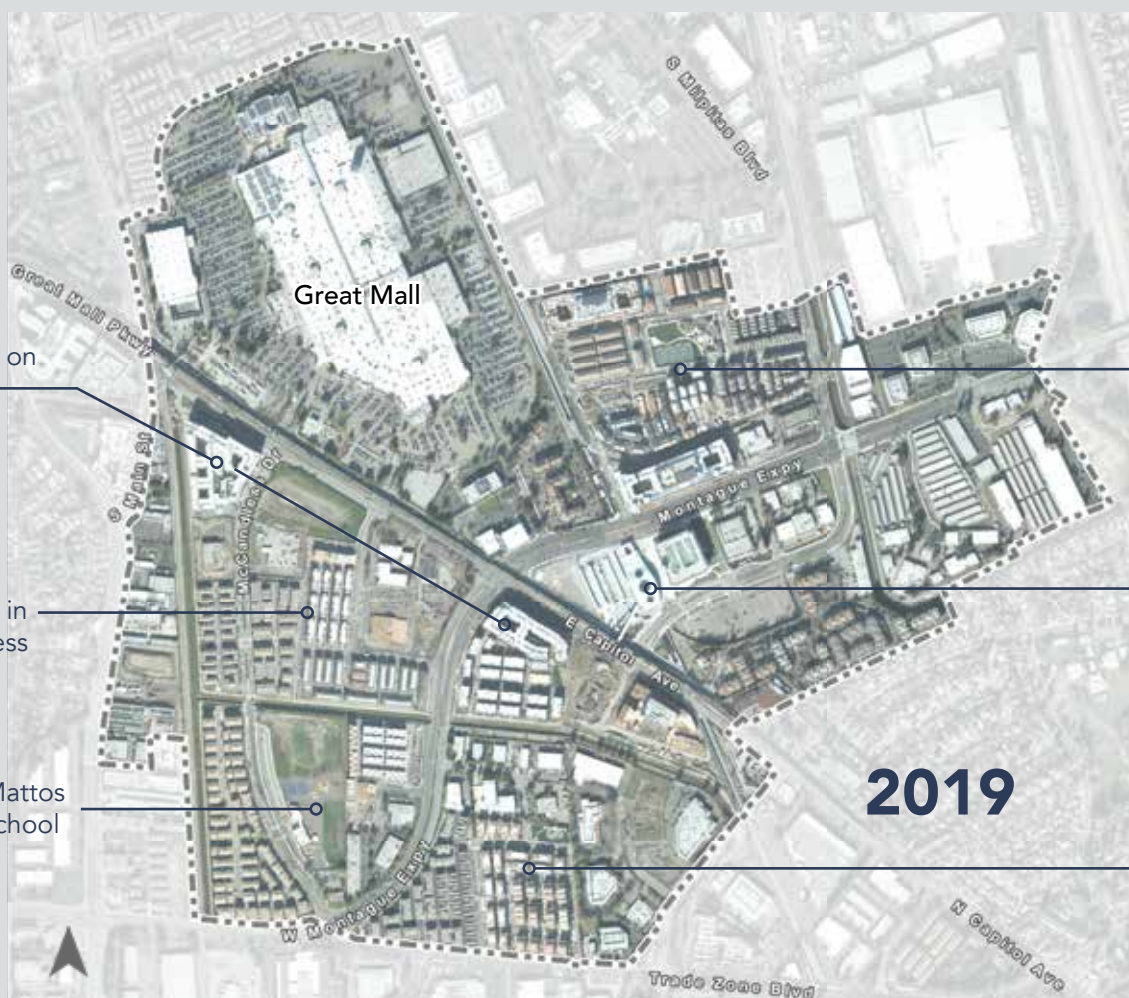 S Milpitas Blvd
Great Mall Pkwy
Great Mall
on
S Main St
McCandless Dr
Montague Expy
in
ess
E Capitol Ave
Mattos
chool
2019
W Montague Expy
N Capitol Ave
Trade Zone Blvd